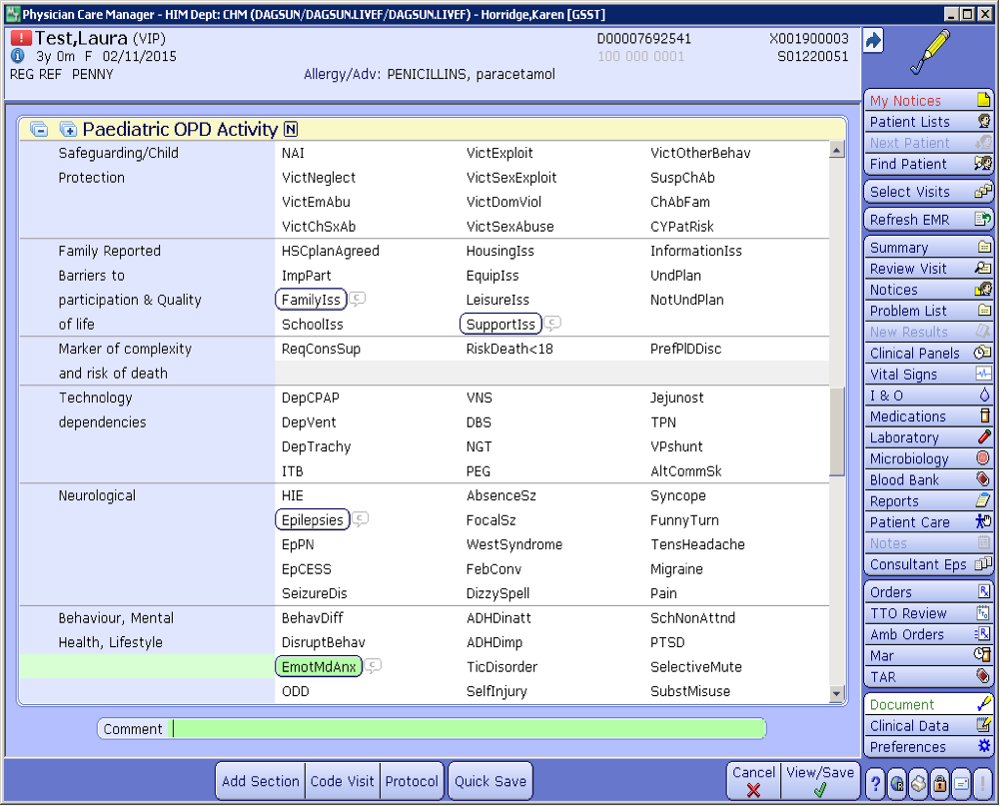 Physician Care Manager - HIM Dept: CHM (DAGSUN/DAGSUN.LIVEF/DAGSUN.LIVEF) - Horridge,Karen [GSST]
Test,Laura (VIP) D00007692541 X001900003
3y 0m F 02/11/2015 100 000 0001 S01220051
REG REF PENNY Allergy/Adv: PENICILLINS, paracetamol
Paediatric OPD Activity N
Safeguarding/Child NAI VictExploit VictOtherBehav
Protection VictNeglect VictSexExploit SuspChAb
VictEmAbu VictDomViol ChAbFam
VictChSxAb VictSexAbuse CYPatRisk
Family Reported HSCplanAgreed HousingIss InformationIss
Barriers to ImpPart EquipIss UndPlan
participation & Quality FamilyIss C LeisureIss NotUndPlan
of life SchoolIss SupportIss C
Marker of complexity ReqConsSup RiskDeath<18 PrefPlDDisc
and risk of death
Technology DepCPAP VNS Jejunost
dependencies DepVent DBS TPN
DepTrachy NGT VPshunt
ITB PEG AltCommSk
Neurological HIE AbsenceSz Syncope
Epilepsies C FocalSz FunnyTurn
EpPN WestSyndrome TensHeadache
EpCESS FebConv Migraine
SeizureDis DizzySpell Pain
Behaviour, Mental BehavDiff ADHDinatt SchNonAttnd
Health, Lifestyle DisruptBehav ADHDimp PTSD
EmotMdAnx C TicDisorder SelectiveMute
ODD SelfInjury SubstMisuse
Comment
Add Section Code Visit Protocol Quick Save Cancel View/Save
My Notices
Patient Lists
Next Patient
Find Patient
Select Visits
Refresh EMR
Summary
Review Visit
Notices
Problem List
New Results
Clinical Panels
Vital Signs
I & O
Medications
Laboratory
Microbiology
Blood Bank
Reports
Patient Care
Notes
Consultant Eps
Orders
TTO Review
Amb Orders
Mar
TAR
Document
Clinical Data
Preferences